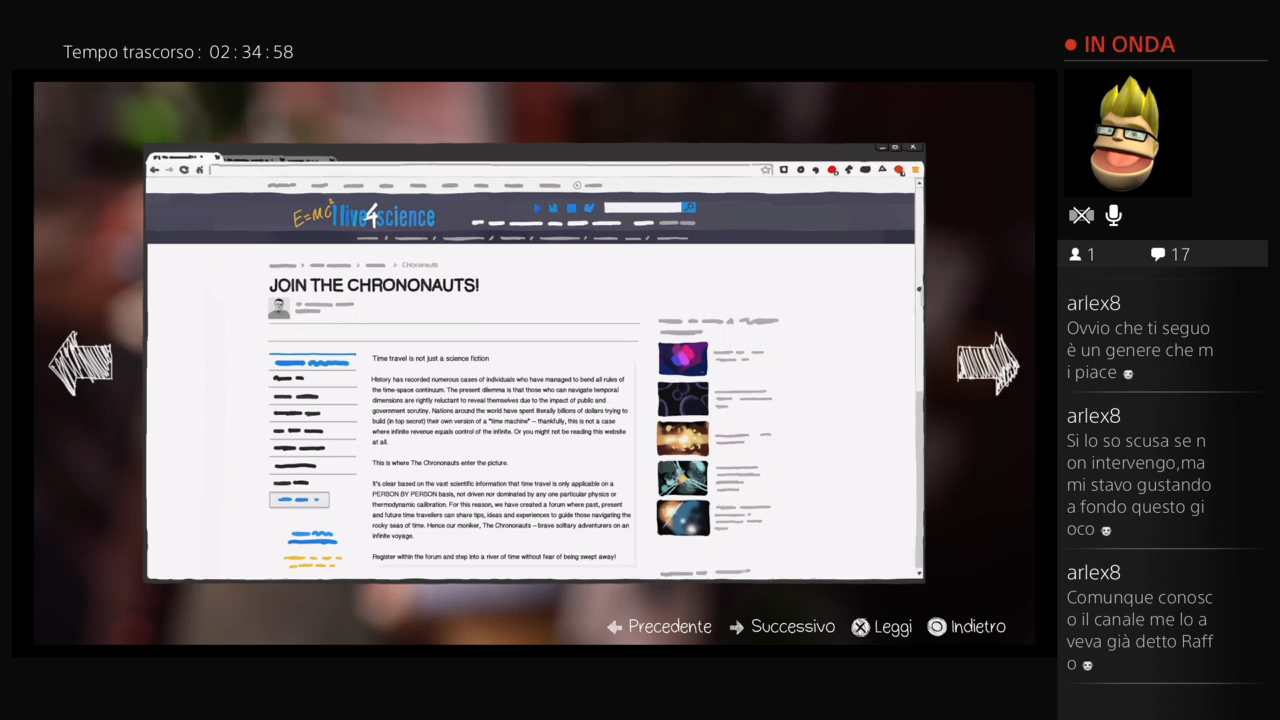 Tempo trascorso: 02:34:58
IN ONDA
1
17
E=mc²
I live4science
Chrononauts
JOIN THE CHRONONAUTS!
Time travel is not just a science fiction
History has recorded numerous cases of individuals who have managed to bend all rules of
the time-space continuum. The present dilemma is that those who can navigate temporal
dimensions are rightly reluctant to reveal themselves due to the impact of public and
government scrutiny. Nations around the world have spent literally billions of dollars trying to
build (in top secret) their own version of a "time machine" – thankfully, this is not a case
where infinite revenue equals control of the infinite. Or you might not be reading this website
at all.
This is where The Chrononauts enter the picture.
It's clear based on the vast scientific information that time travel is only applicable on a
PERSON BY PERSON basis, not driven nor dominated by any one particular physics or
thermodynamic calibration. For this reason, we have created a forum where past, present
and future time travellers can share tips, ideas and experiences to guide those navigating the
rocky seas of time. Hence our moniker, The Chrononauts – brave solitary adventurers on an
infinite voyage.
Register within the forum and step into a river of time without fear of being swept away!
Precedente
Successivo
Leggi
Indietro
arlex8
Ovvio che ti seguo
è un genere che m
i piace
arlex8
Si lo so,scusa se n
on intervengo,ma
mi stavo gustando
a fondo questo gi
oco
arlex8
Comunque conosc
o il canale me lo a
veva già detto Raff
o